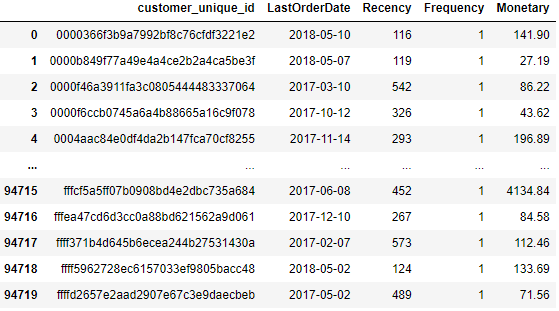 customer_unique_id LastOrderDate Recency Frequency Monetary
0 0000366f3b9a7992bf8c76cfdf3221e2 2018-05-10 116 1 141.90
1 0000b849f77a49e4a4ce2b2a4ca5be3f 2018-05-07 119 1 27.19
2 0000f46a3911fa3c0805444483337064 2017-03-10 542 1 86.22
3 0000f6ccb0745a6a4b88665a16c9f078 2017-10-12 326 1 43.62
4 0004aac84e0df4da2b147fca70cf8255 2017-11-14 293 1 196.89
... ... ... ... ... ...
94715 fffcf5a5ff07b0908bd4e2dbc735a684 2017-06-08 452 1 4134.84
94716 fffea47cd6d3cc0a88bd621562a9d061 2017-12-10 267 1 84.58
94717 ffff371b4d645b6ecea244b27531430a 2017-02-07 573 1 112.46
94718 ffff5962728ec6157033ef9805bacc48 2018-05-02 124 1 133.69
94719 ffffd2657e2aad2907e67c3e9daecbeb 2017-05-02 489 1 71.56